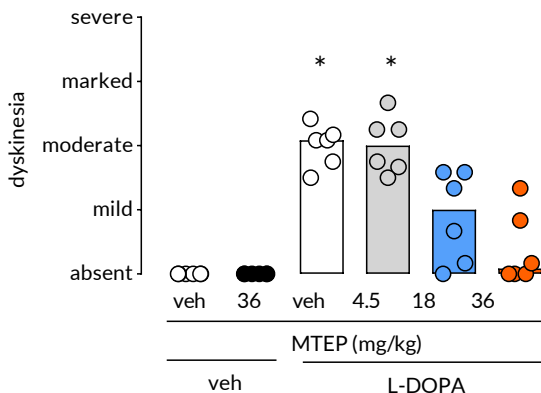 severe
marked
moderate
mild
absent
dyskinesia
* *
veh 36 veh 4.5 18 36
MTEP (mg/kg)
veh L-DOPA